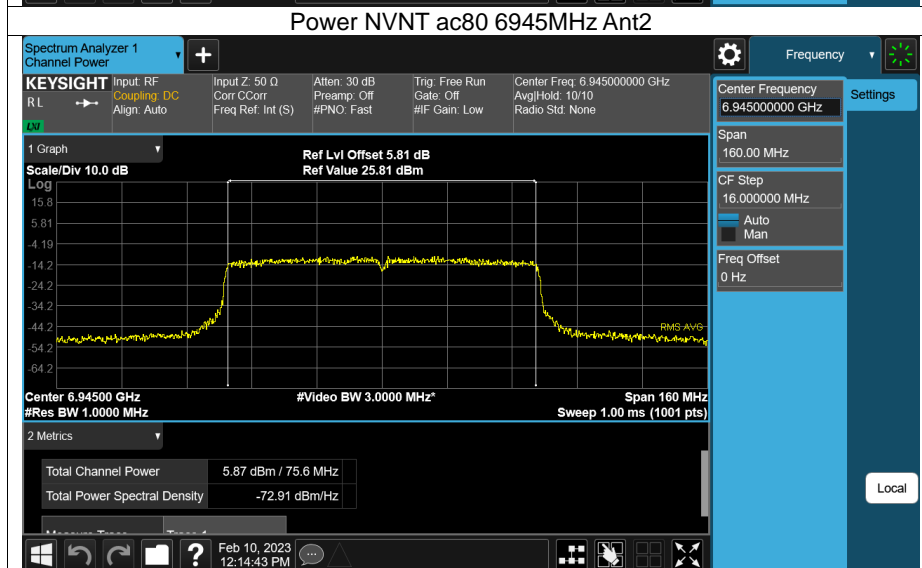 Power NVNT ac80 6945MHz Ant2
Spectrum Analyzer 1
Channel Power
Frequency
KEYSIGHT
RL
LXI
Input: RF
Coupling: DC
Align: Auto
Input Z: 50 Ω
Corr CCorr
Freq Ref: Int (S)
Atten: 30 dB
Preamp: Off
#PNO: Fast
Trig: Free Run
Gate: Off
#IF Gain: Low
Center Freq: 6.945000000 GHz
Avg|Hold: 10/10
Radio Std: None
Center Frequency
6.945000000 GHz
Settings
Span
160.00 MHz
CF Step
16.000000 MHz
Auto
Man
Freq Offset
0 Hz
1 Graph
Ref Lvl Offset 5.81 dB
Scale/Div 10.0 dB
Ref Value 25.81 dBm
Log
15.8
5.81
-4.19
-14.2
-24.2
-34.2
-44.2
-54.2
-64.2
RMS AVG
Center 6.94500 GHz
#Video BW 3.0000 MHz*
Span 160 MHz
#Res BW 1.0000 MHz
Sweep 1.00 ms (1001 pts)
2 Metrics
Total Channel Power 5.87 dBm / 75.6 MHz
Total Power Spectral Density -72.91 dBm/Hz
Local
?
Feb 10, 2023
12:14:43 PM